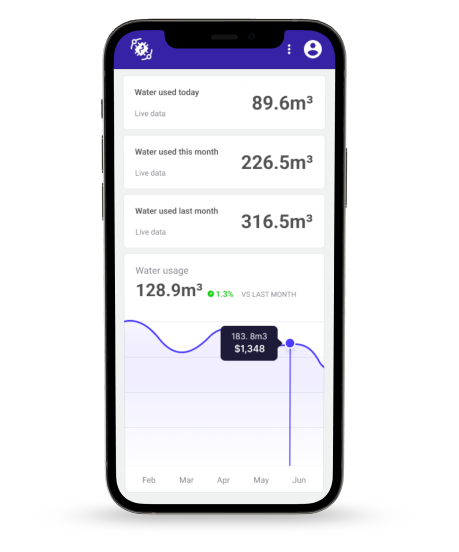 Water used today
89.6m³
Live data
Water used this month
226.5m³
Live data
Water used last month
316.5m³
Live data
Water usage
128.9m³ 1.3% VS LAST MONTH
183. 8m3
$1,348
Feb Mar Apr May Jun